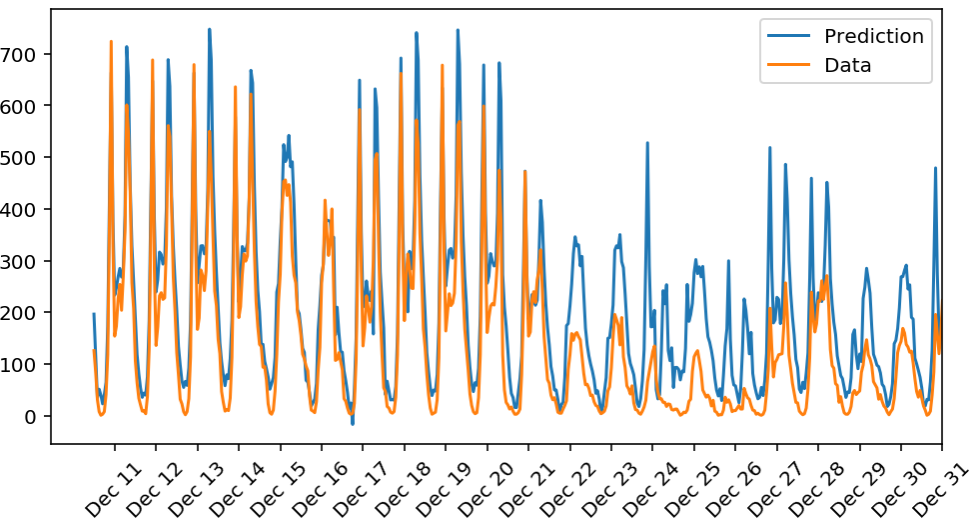 Prediction
Data
700
600
500
400
300
200
100
0
Dec 11
Dec 12
Dec 13
Dec 14
Dec 15
Dec 16
Dec 17
Dec 18
Dec 19
Dec 20
Dec 21
Dec 22
Dec 23
Dec 24
Dec 25
Dec 26
Dec 27
Dec 28
Dec 29
Dec 30
Dec 31